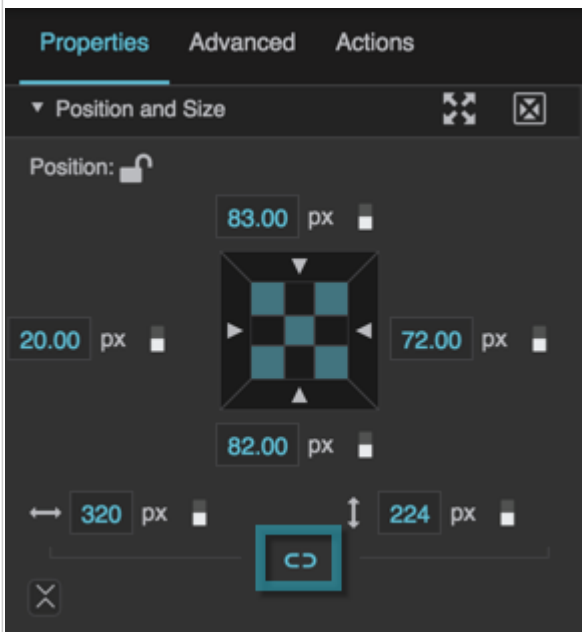 Properties Advanced Actions
Position and Size
Position:
83.00 px
20.00 px 72.00 px
82.00 px
320 px 224 px